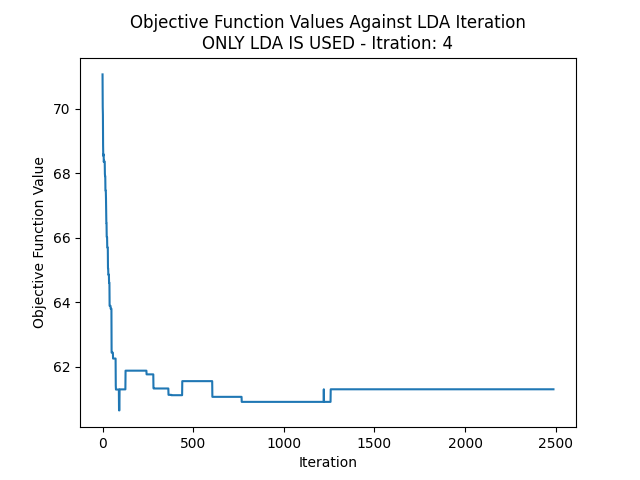 Objective Function Values Against LDA Iteration
ONLY LDA IS USED - Itration: 4
Objective Function Value
70
68
66
64
62
0 500 1000 1500 2000 2500
Iteration